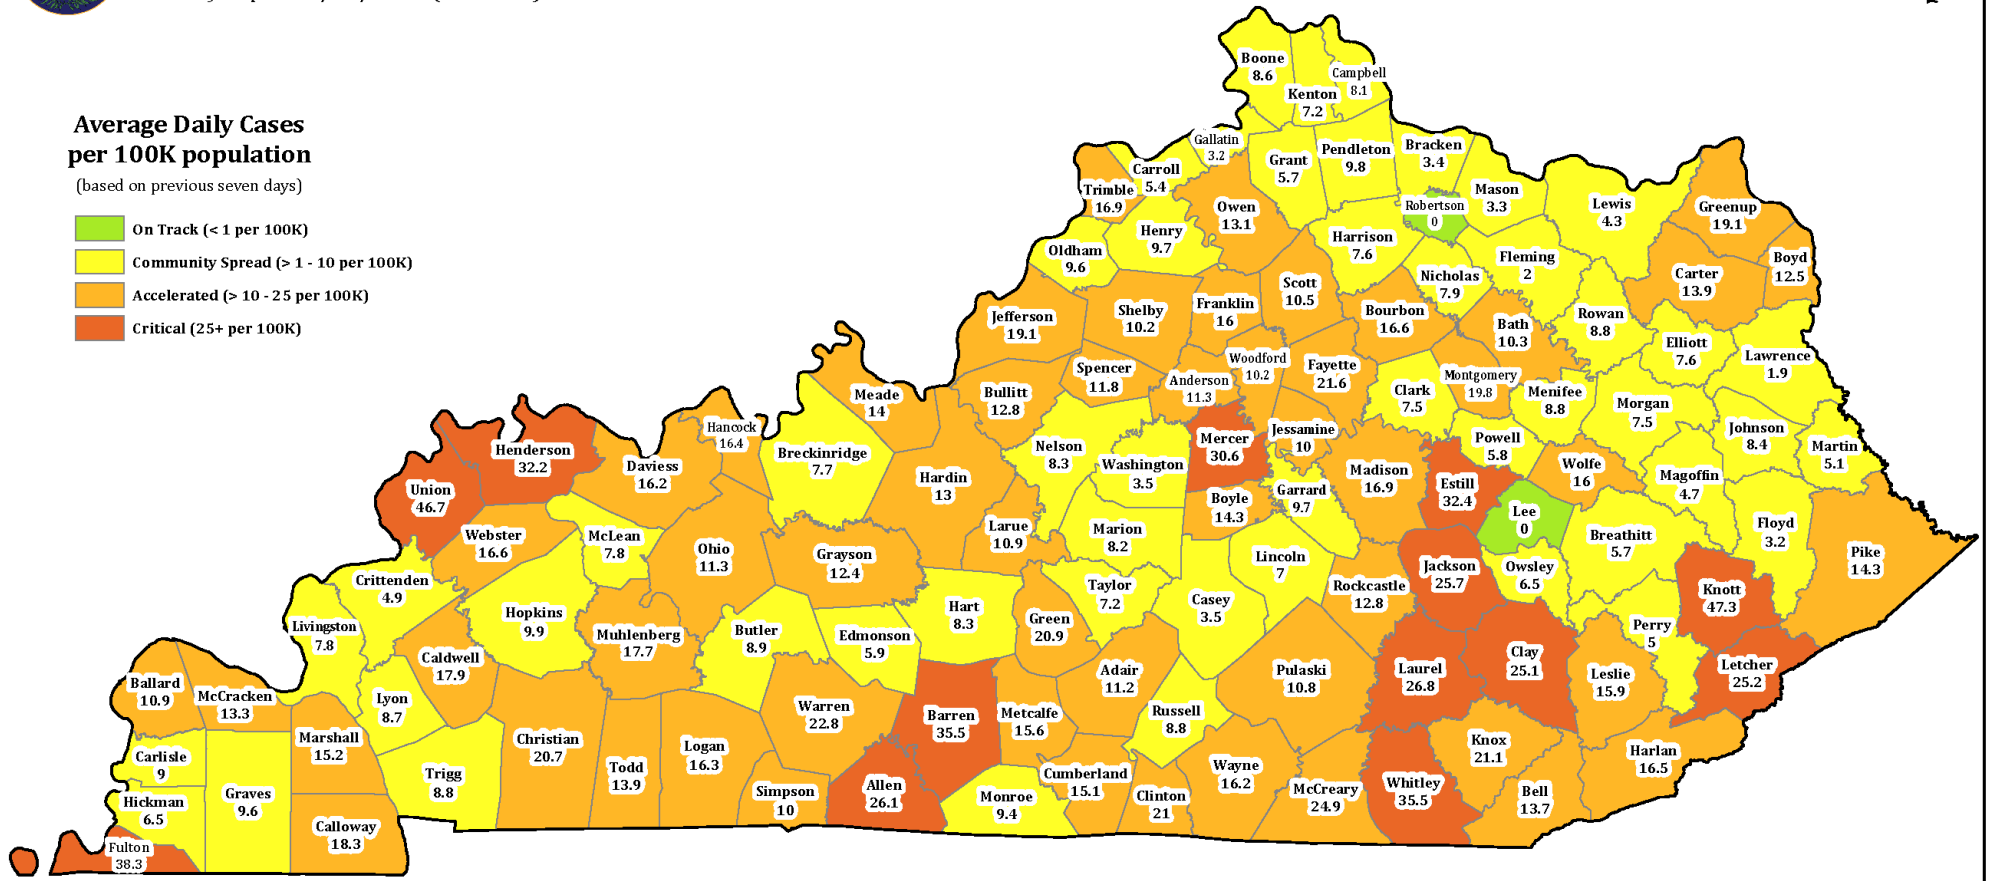 Average Daily Cases
per 100K population
(based on previous seven days)
On Track (< 1 per 100K)
Community Spread (> 1 - 10 per 100K)
Accelerated (> 10 - 25 per 100K)
Critical (25+ per 100K)
Boone
8.6
Kenton
7.2
Campbell
8.1
Gallatin
3.2
Carroll
5.4
Trimble
16.9
Grant
5.7
Pendleton
9.8
Bracken
3.4
Mason
3.3
Robertson
0
Lewis
4.3
Greenup
19.1
Owen
13.1
Henry
9.7
Oldham
9.6
Harrison
7.6
Fleming
2
Boyd
12.5
Carter
13.9
Nicholas
7.9
Scott
10.5
Franklin
16
Shelby
10.2
Jefferson
19.1
Bourbon
16.6
Bath
10.3
Rowan
8.8
Elliott
7.6
Lawrence
1.9
Woodford
10.2
Fayette
21.6
Spencer
11.8
Anderson
11.3
Montgomery
19.8
Clark
7.5
Menifee
8.8
Morgan
7.5
Bullitt
12.8
Meade
14
Hancock
16.4
Breckinridge
7.7
Johnson
8.4
Martin
5.1
Mercer
30.6
Jessamine
10
Powell
5.8
Nelson
8.3
Washington
3.5
Madison
16.9
Wolfe
16
Magoffin
4.7
Henderson
32.2
Daviess
16.2
Union
46.7
Hardin
13
Estill
32.4
Garrard
9.7
Boyle
14.3
Lee
0
Floyd
3.2
Larue
10.9
Marion
8.2
Webster
16.6
McLean
7.8
Ohio
11.3
Grayson
12.4
Lincoln
7
Breathitt
5.7
Pike
14.3
Jackson
25.7
Owsley
6.5
Crittenden
4.9
Taylor
7.2
Rockcastle
12.8
Knott
47.3
Casey
3.5
Hart
8.3
Green
20.9
Hopkins
9.9
Livingston
7.8
Muhlenberg
17.7
Butler
8.9
Edmonson
5.9
Perry
5
Caldwell
17.9
Clay
25.1
Laurel
26.8
Letcher
25.2
Pulaski
10.8
Adair
11.2
Leslie
15.9
Ballard
10.9
McCracken
13.3
Lyon
8.7
Warren
22.8
Barren
35.5
Metcalfe
15.6
Russell
8.8
Marshall
15.2
Christian
20.7
Logan
16.3
Knox
21.1
Harlan
16.5
Carlisle
9
Todd
13.9
Trigg
8.8
Wayne
16.2
Cumberland
15.1
Whitley
35.5
McCreary
24.9
Bell
13.7
Hickman
6.5
Graves
9.6
Simpson
10
Allen
26.1
Monroe
9.4
Clinton
21
Calloway
18.3
Fulton
38.3